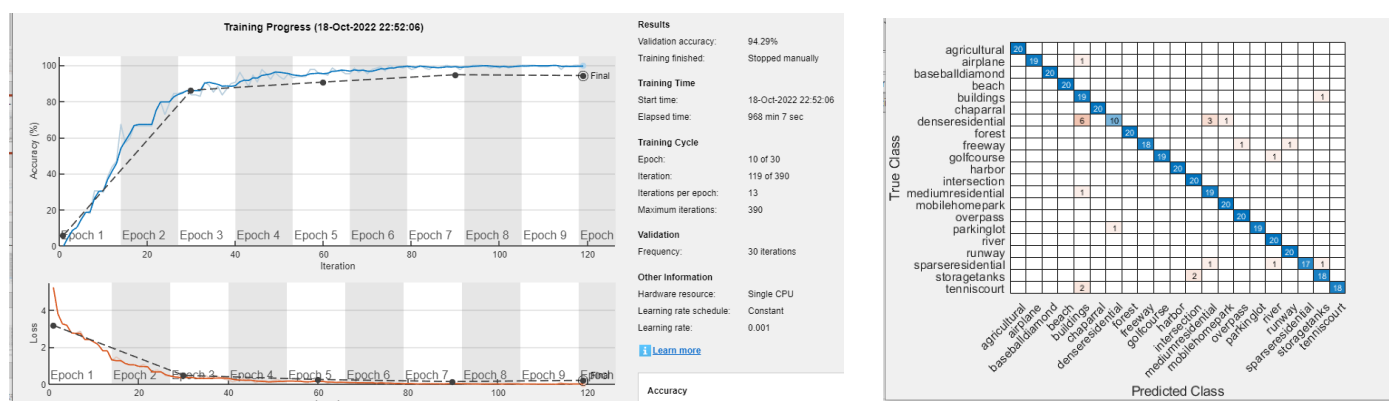 Training Progress (18-Oct-2022 22:52:06)
100
80
60
40
20
0
Accuracy (%)
Final
Epoch 1 Epoch 2 Epoch 3 Epoch 4 Epoch 5 Epoch 6 Epoch 7 Epoch 8 Epoch 9 Epoch
0 20 40 60 80 100 120
Iteration
4
2
0
Loss
Final
Epoch 1 Epoch 2 Epoch 3 Epoch 4 Epoch 5 Epoch 6 Epoch 7 Epoch 8 Epoch 9
0 20 40 60 80 100 120
Results
Validation accuracy: 94.29%
Training finished: Stopped manually
Training Time
Start time: 18-Oct-2022 22:52:06
Elapsed time: 968 min 7 sec
Training Cycle
Epoch: 10 of 30
Iteration: 119 of 390
Iterations per epoch: 13
Maximum iterations: 390
Validation
Frequency: 30 iterations
Other Information
Hardware resource: Single CPU
Learning rate schedule: Constant
Learning rate: 0.001
i Learn more
Accuracy
True Class
agricultural 20
airplane 19 1
baseballdiamond 20
beach 20
buildings 19 1
chaparral 20
denseresidential 6 10 3 1
forest 20
freeway 18 1 1
golfcourse 19 1
harbor 20
intersection 20
mediumresidential 1 19
mobilehomepark 20
overpass 20
parkinglot 1 19
river 20
runway 20
sparseresidential 1 1 17 1
storagetanks 2 18
tenniscourt 2 18
agricultural
airplane
baseballdiamond
beach
buildings
chaparral
denseresidential
forest
freeway
golfcourse
harbor
intersection
mediumresidential
mobilehomepark
overpass
parkinglot
river
runway
sparseresidential
storagetanks
tenniscourt
Predicted Class